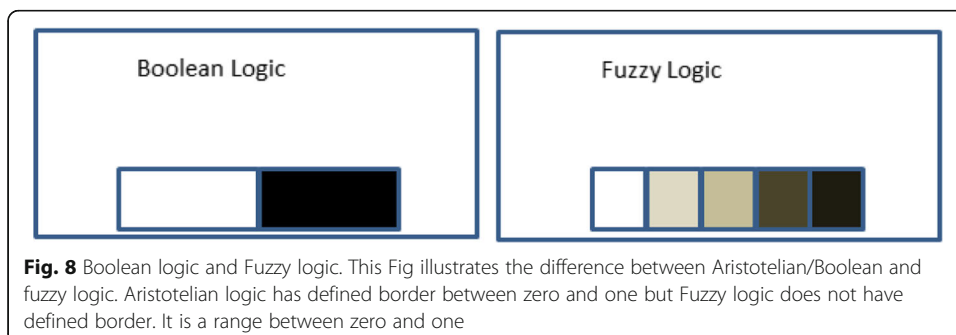 Boolean Logic
Fuzzy Logic
Fig. 8 Boolean logic and Fuzzy logic. This Fig illustrates the difference between Aristotelian/Boolean and
fuzzy logic. Aristotelian logic has defined border between zero and one but Fuzzy logic does not have
defined border. It is a range between zero and one